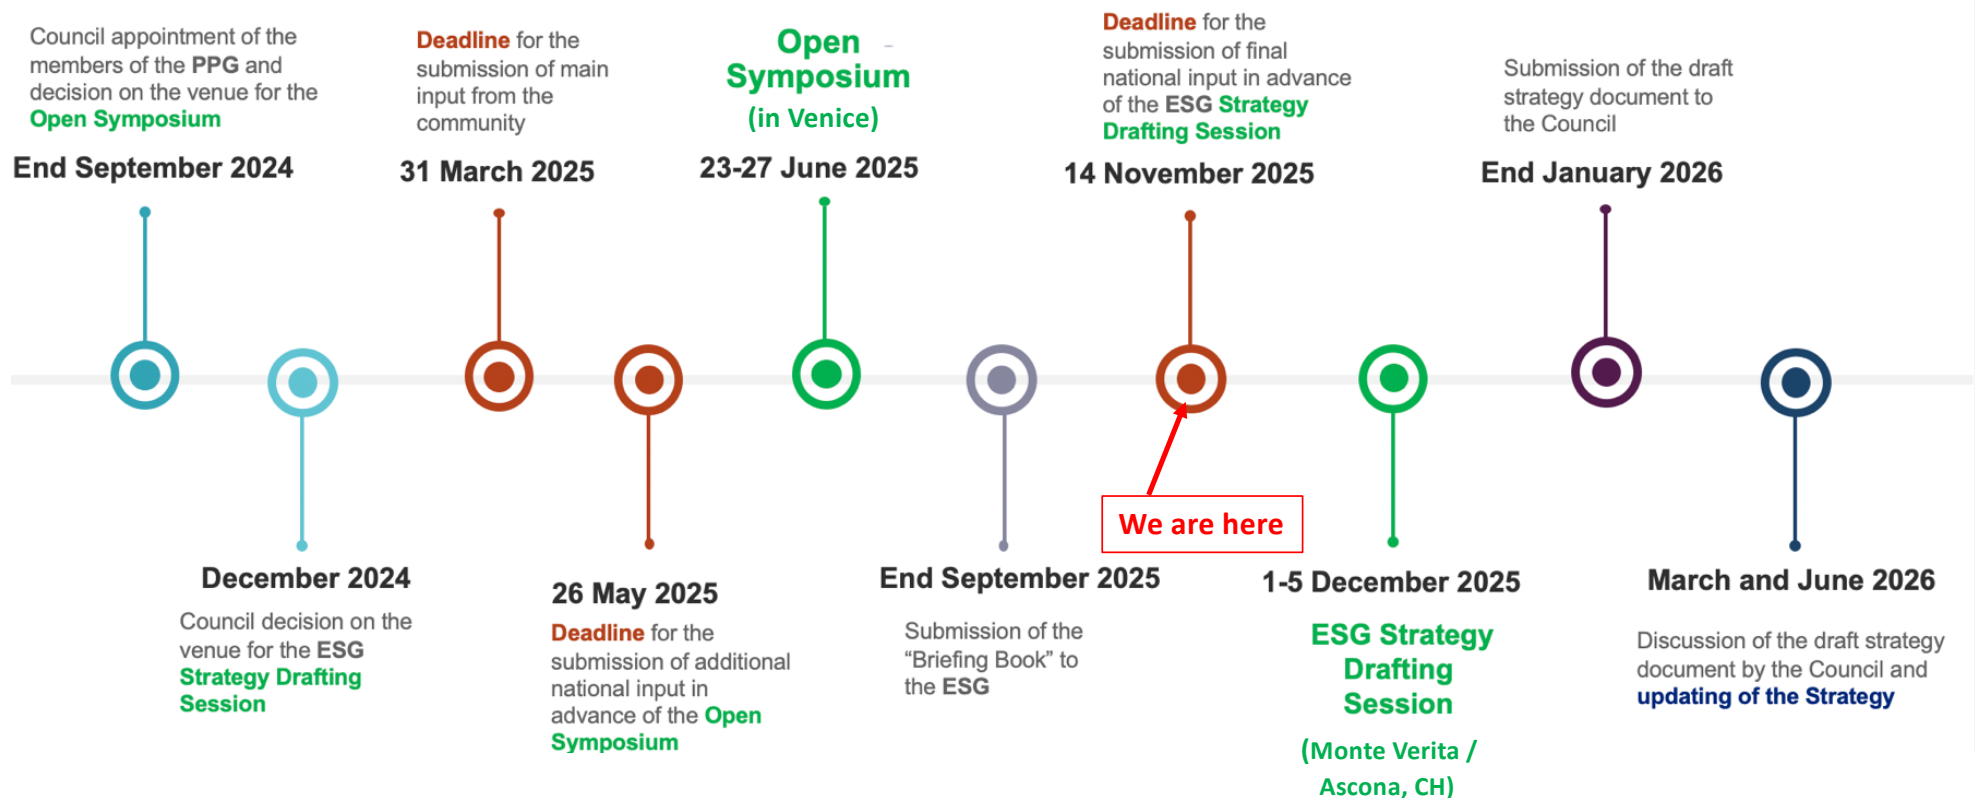 Council appointment of the
members of the PPG and
decision on the venue for the
Open Symposium
End September 2024
Deadline for the
submission of main
input from the
community
31 March 2025
Open
Symposium
(in Venice)
23-27 June 2025
Deadline for the
submission of final
national input in advance
of the ESG Strategy
Drafting Session
14 November 2025
Submission of the draft
strategy document to
the Council
End January 2026
We are here
December 2024
Council decision on the
venue for the ESG
Strategy Drafting
Session
26 May 2025
Deadline for the
submission of additional
national input in
advance of the Open
Symposium
End September 2025
Submission of the
“Briefing Book” to
the ESG
1-5 December 2025
ESG Strategy
Drafting
Session
(Monte Verita /
Ascona, CH)
March and June 2026
Discussion of the draft strategy
document by the Council and
updating of the Strategy